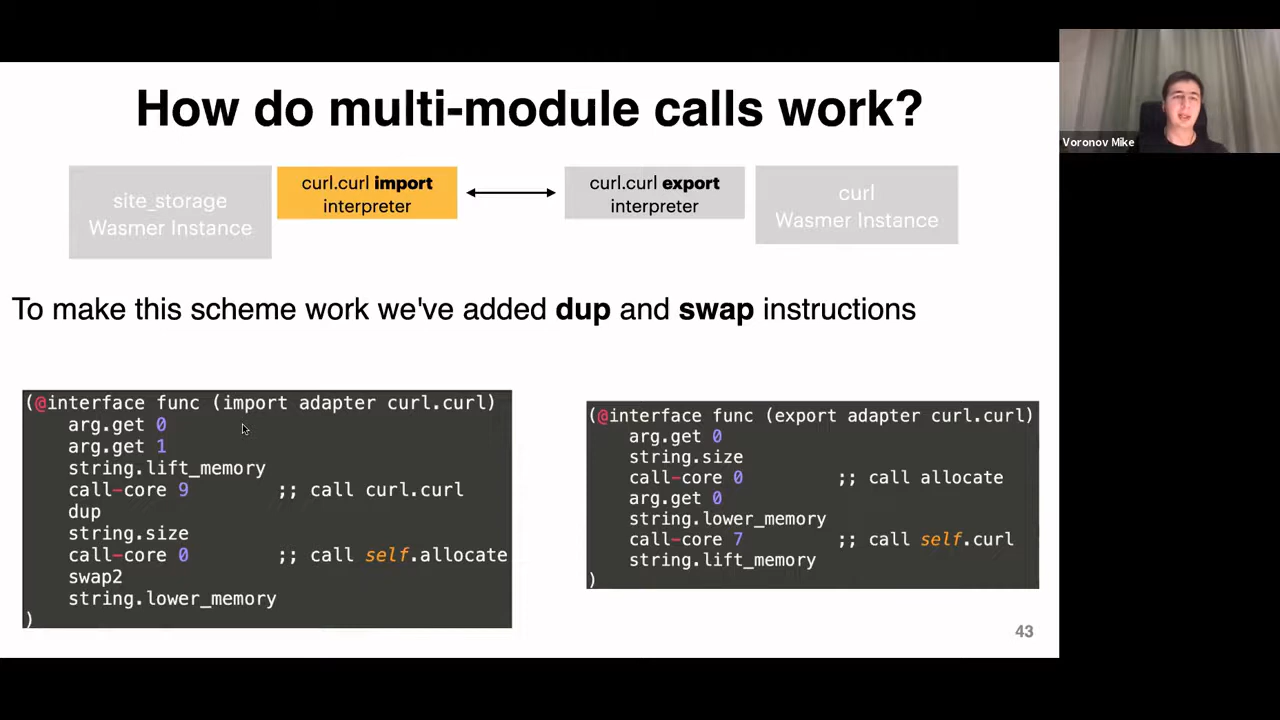 How do multi-module calls work?
Voronov Mike
site_storage
Wasmer Instance
curl.curl import
interpreter
curl.curl export
interpreter
curl
Wasmer Instance
To make this scheme work we've added dup and swap instructions
(@interface func (import adapter curl.curl)
arg.get 0
arg.get 1
string.lift_memory
call-core 9 ;; call curl.curl
dup
string.size
call-core 0 ;; call self.allocate
swap2
string.lower_memory
)
(@interface func (export adapter curl.curl)
arg.get 0
string.size
call-core 0 ;; call allocate
arg.get 0
string.lower_memory
call-core 7 ;; call self.curl
string.lift_memory
)
43